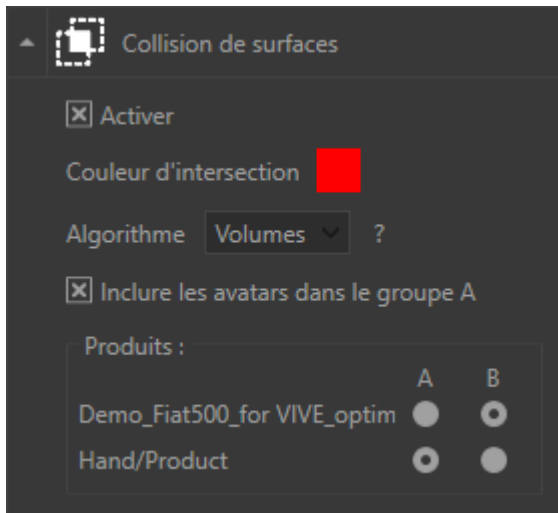 Collision de surfaces
Activer
Couleur d'intersection
Algorithme Volumes ?
Inclure les avatars dans le groupe A
Produits :
A B
Demo_Fiat500_for VIVE_optim
Hand/Product